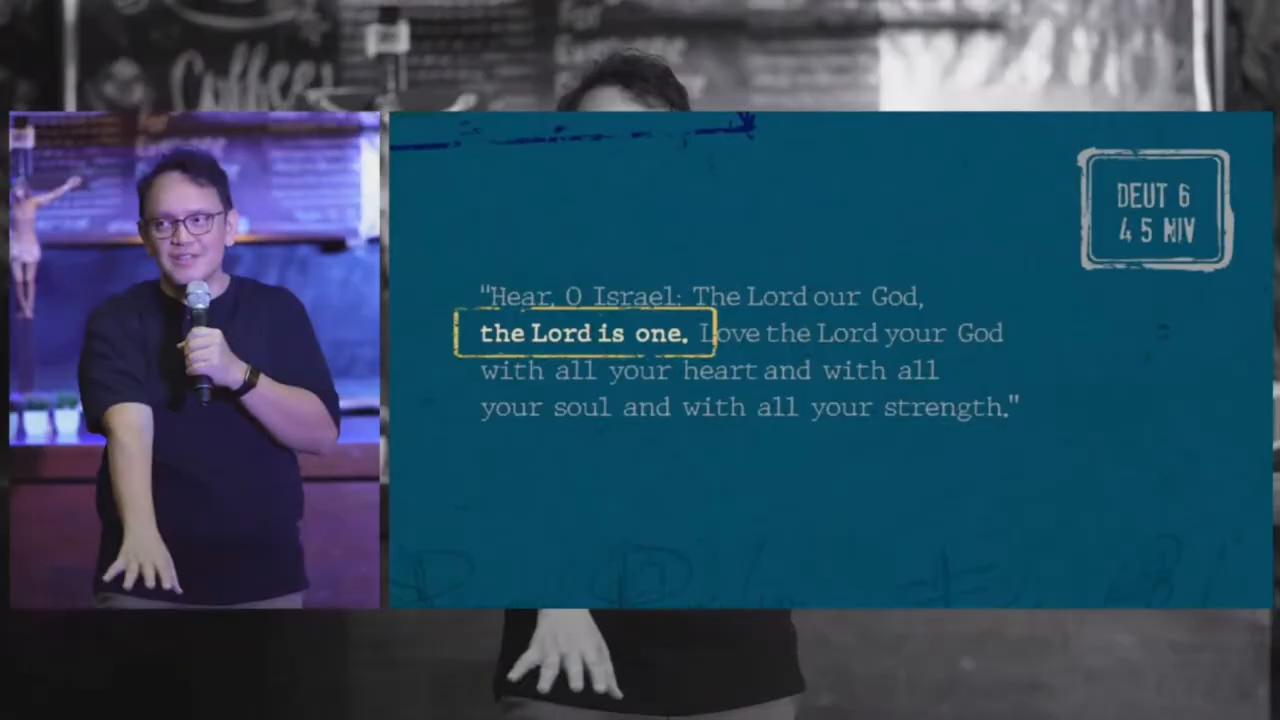 Coffee
DEUT 6
4 5 NIV
"Hear, O Israel: The Lord our God,
the Lord is one. Love the Lord your God
with all your heart and with all
your soul and with all your strength."